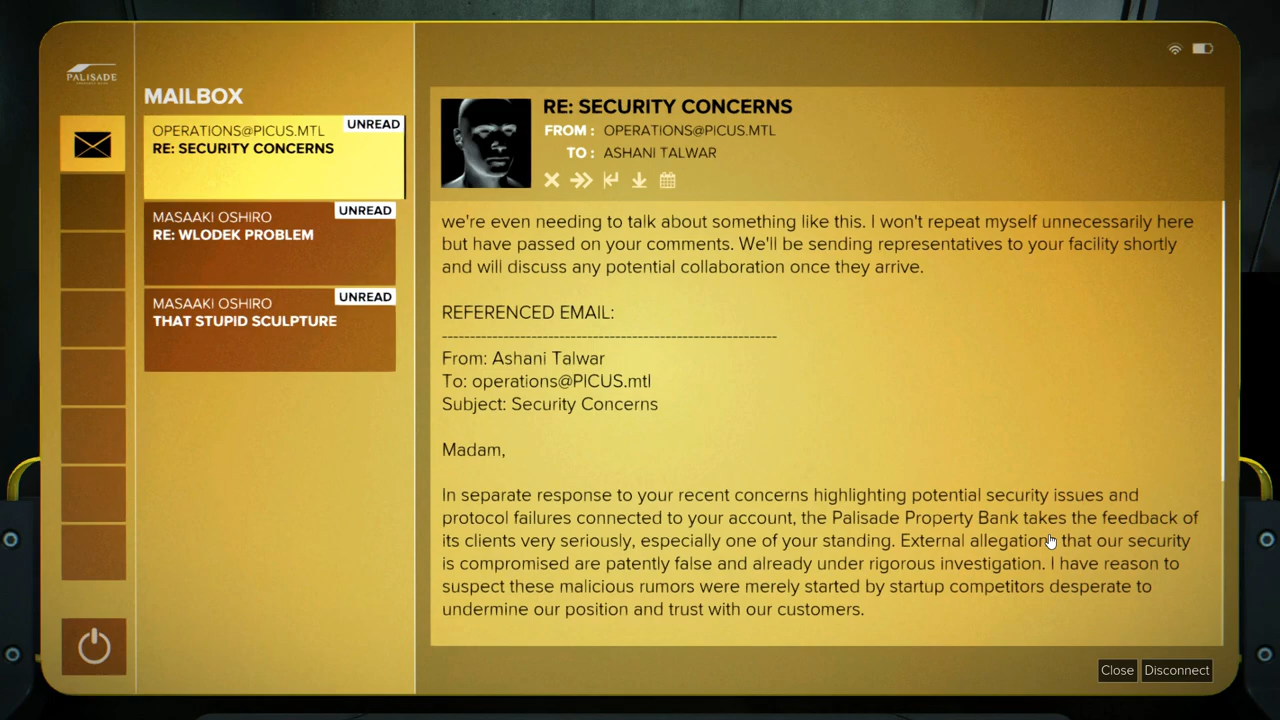 PALISADE
MAILBOX
OPERATIONS@PICUS.MTL
UNREAD
RE: SECURITY CONCERNS
MASAAKI OSHIRO
UNREAD
RE: WLODEK PROBLEM
MASAAKI OSHIRO
UNREAD
THAT STUPID SCULPTURE
RE: SECURITY CONCERNS
FROM : OPERATIONS@PICUS.MTL
TO : ASHANI TALWAR
we're even needing to talk about something like this. I won't repeat myself unnecessarily here
but have passed on your comments. We'll be sending representatives to your facility shortly
and will discuss any potential collaboration once they arrive.
REFERENCED EMAIL:
------------------------------------------------------------
From: Ashani Talwar
To: operations@PICUS.mtl
Subject: Security Concerns
Madam,
In separate response to your recent concerns highlighting potential security issues and
protocol failures connected to your account, the Palisade Property Bank takes the feedback of
its clients very seriously, especially one of your standing. External allegations that our security
is compromised are patently false and already under rigorous investigation. I have reason to
suspect these malicious rumors were merely started by startup competitors desperate to
undermine our position and trust with our customers.
Close
Disconnect